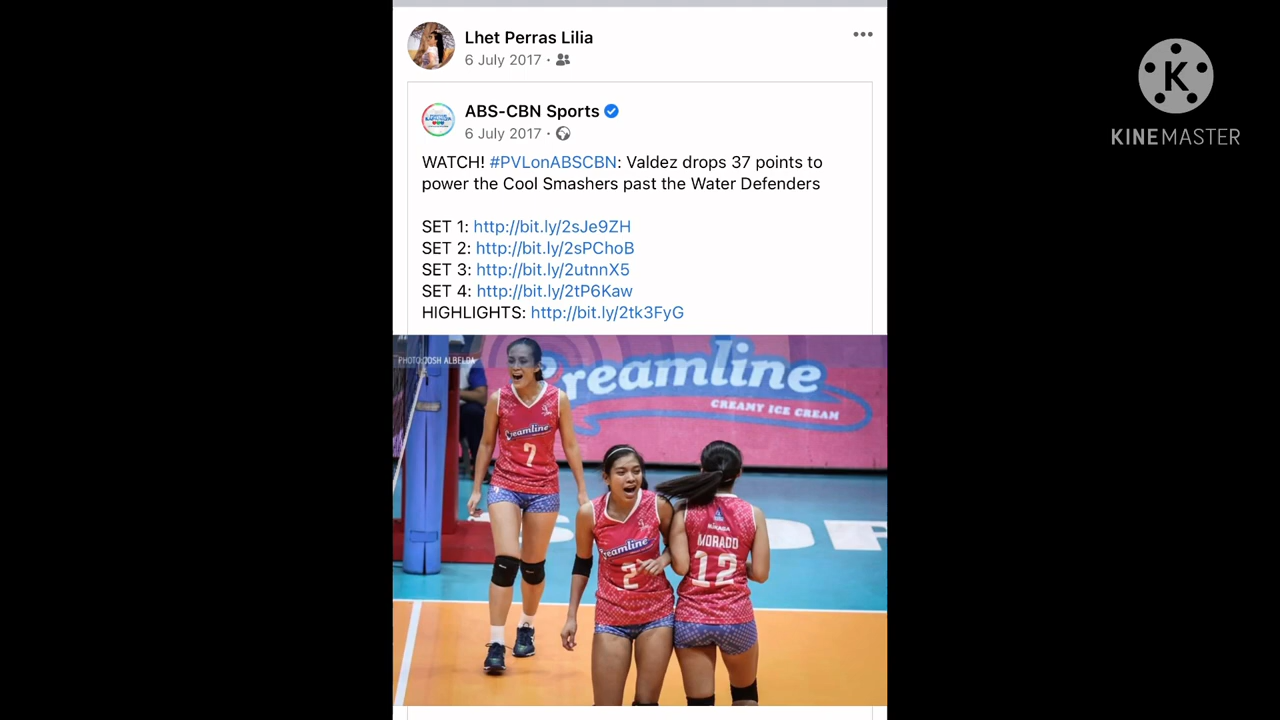 Lhet Perras Lilia
6 July 2017
KINEMASTER
ABS-CBN Sports
6 July 2017
WATCH! #PVLonABSCBN: Valdez drops 37 points to
power the Cool Smashers past the Water Defenders
SET 1: http://bit.ly/2sJe9ZH
SET 2: http://bit.ly/2sPChoB
SET 3: http://bit.ly/2utnnX5
SET 4: http://bit.ly/2tP6Kaw
HIGHLIGHTS: http://bit.ly/2tk3FyG
PHOTO: JOSH ALBELDA
Creamline
CREAMY ICE CREAM
Creamline
7
Creamline
2
MORADO
12